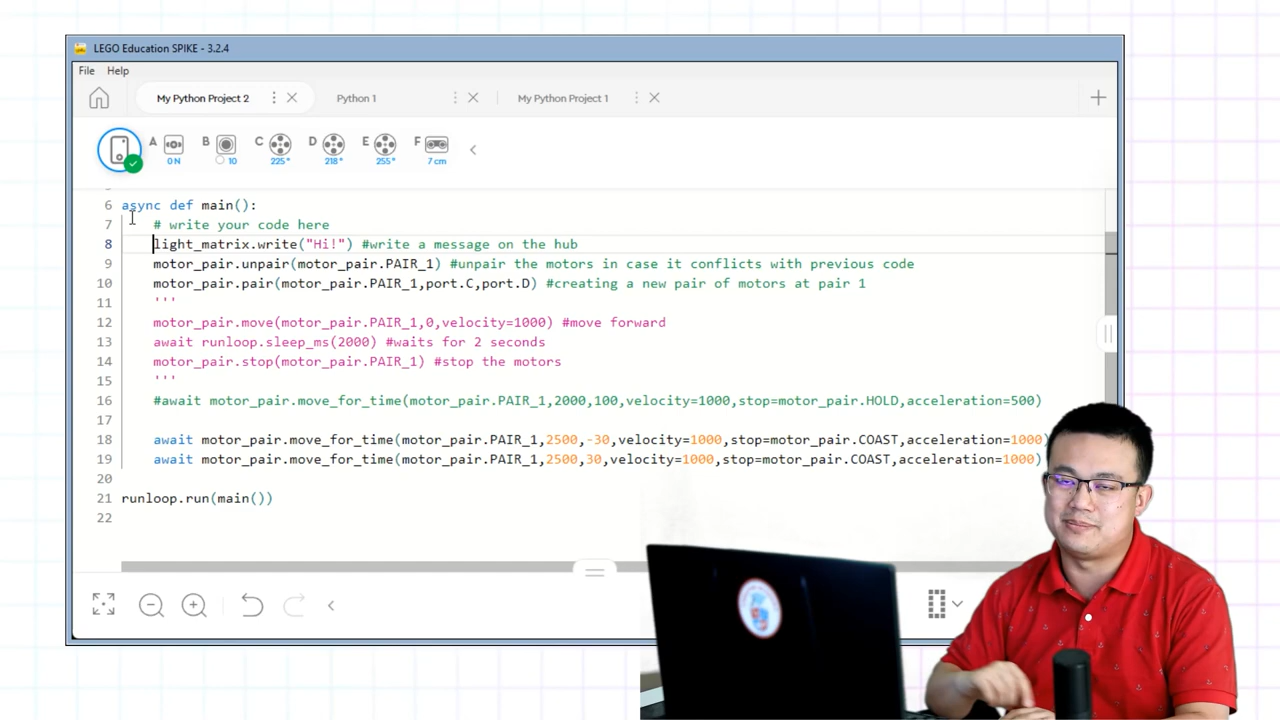 LEGO Education SPIKE - 3.2.4
File Help
My Python Project 2 Python 1 My Python Project 1
A B C D E F
0 N 10 225° 218° 255° 7 cm
6 async def main():
7 # write your code here
8 light_matrix.write("Hi!") #write a message on the hub
9 motor_pair.unpair(motor_pair.PAIR_1) #unpair the motors in case it conflicts with previous code
10 motor_pair.pair(motor_pair.PAIR_1,port.C,port.D) #creating a new pair of motors at pair 1
11 '''
12 motor_pair.move(motor_pair.PAIR_1,0,velocity=1000) #move forward
13 await runloop.sleep_ms(2000) #waits for 2 seconds
14 motor_pair.stop(motor_pair.PAIR_1) #stop the motors
15 '''
16 #await motor_pair.move_for_time(motor_pair.PAIR_1,2000,100,velocity=1000,stop=motor_pair.HOLD,acceleration=500)
17
18 await motor_pair.move_for_time(motor_pair.PAIR_1,2500,-30,velocity=1000,stop=motor_pair.COAST,acceleration=1000)
19 await motor_pair.move_for_time(motor_pair.PAIR_1,2500,30,velocity=1000,stop=motor_pair.COAST,acceleration=1000)
20
21 runloop.run(main())
22